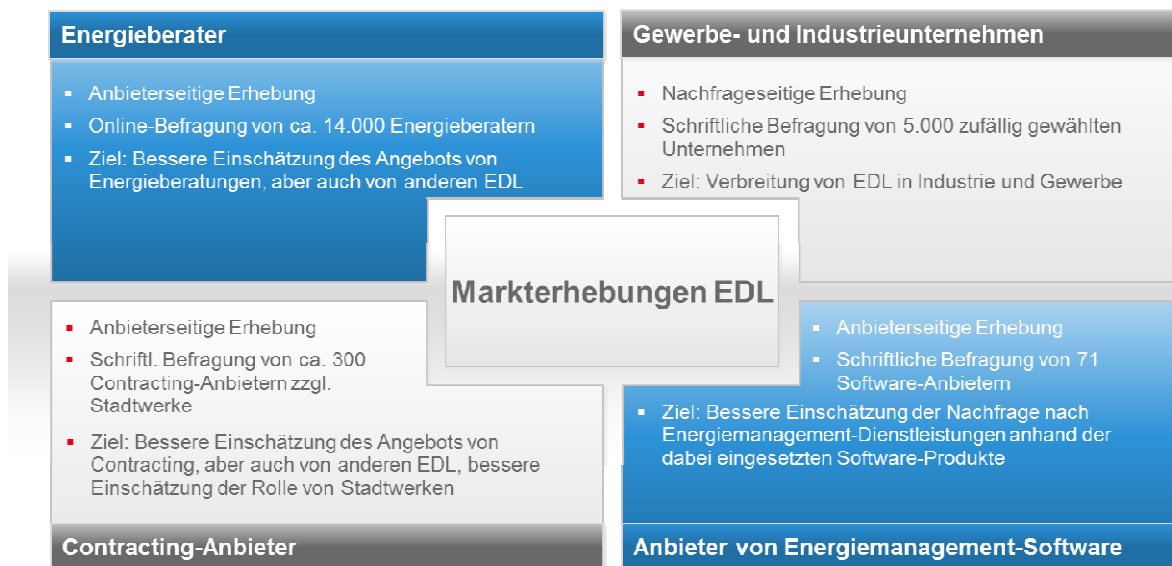 Energieberater
▪ Anbieterseitige Erhebung
▪ Online-Befragung von ca. 14.000 Energieberatern
▪ Ziel: Bessere Einschätzung des Angebots von
Energieberatungen, aber auch von anderen EDL
Gewerbe- und Industrieunternehmen
▪ Nachfrageseitige Erhebung
▪ Schriftliche Befragung von 5.000 zufällig gewählten
Unternehmen
▪ Ziel: Verbreitung von EDL in Industrie und Gewerbe
Markterhebungen EDL
▪ Anbieterseitige Erhebung
▪ Schriftl. Befragung von ca. 300
Contracting-Anbietern zzgl.
Stadtwerke
▪ Ziel: Bessere Einschätzung des Angebots von
Contracting, aber auch von anderen EDL, bessere
Einschätzung der Rolle von Stadtwerken
Contracting-Anbieter
▪ Anbieterseitige Erhebung
▪ Schriftliche Befragung von 71
Software-Anbietern
▪ Ziel: Bessere Einschätzung der Nachfrage nach
Energiemanagement-Dienstleistungen anhand der
dabei eingesetzten Software-Produkte
Anbieter von Energiemanagement-Software